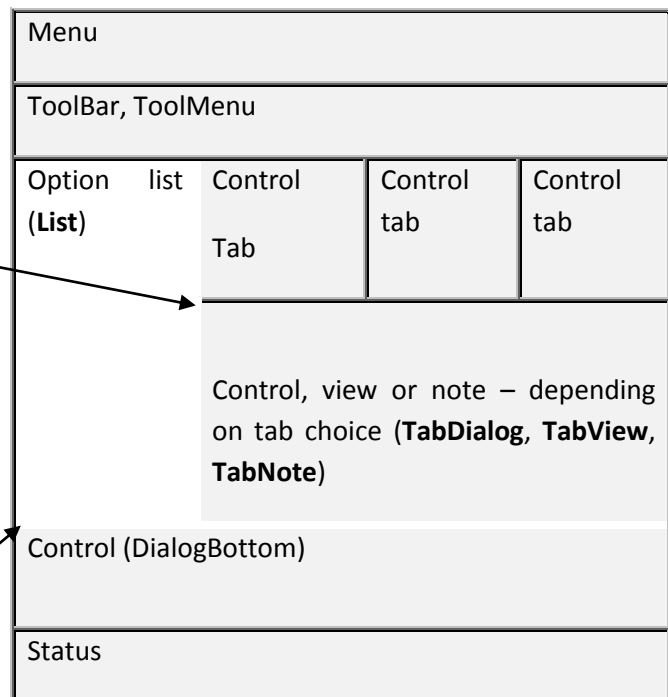 Menu
ToolBar, ToolMenu
Option list
(List)
Control
Tab
Control
tab
Control
tab
Control, view or note – depending
on tab choice (TabDialog, TabView,
TabNote)
Control (DialogBottom)
Status